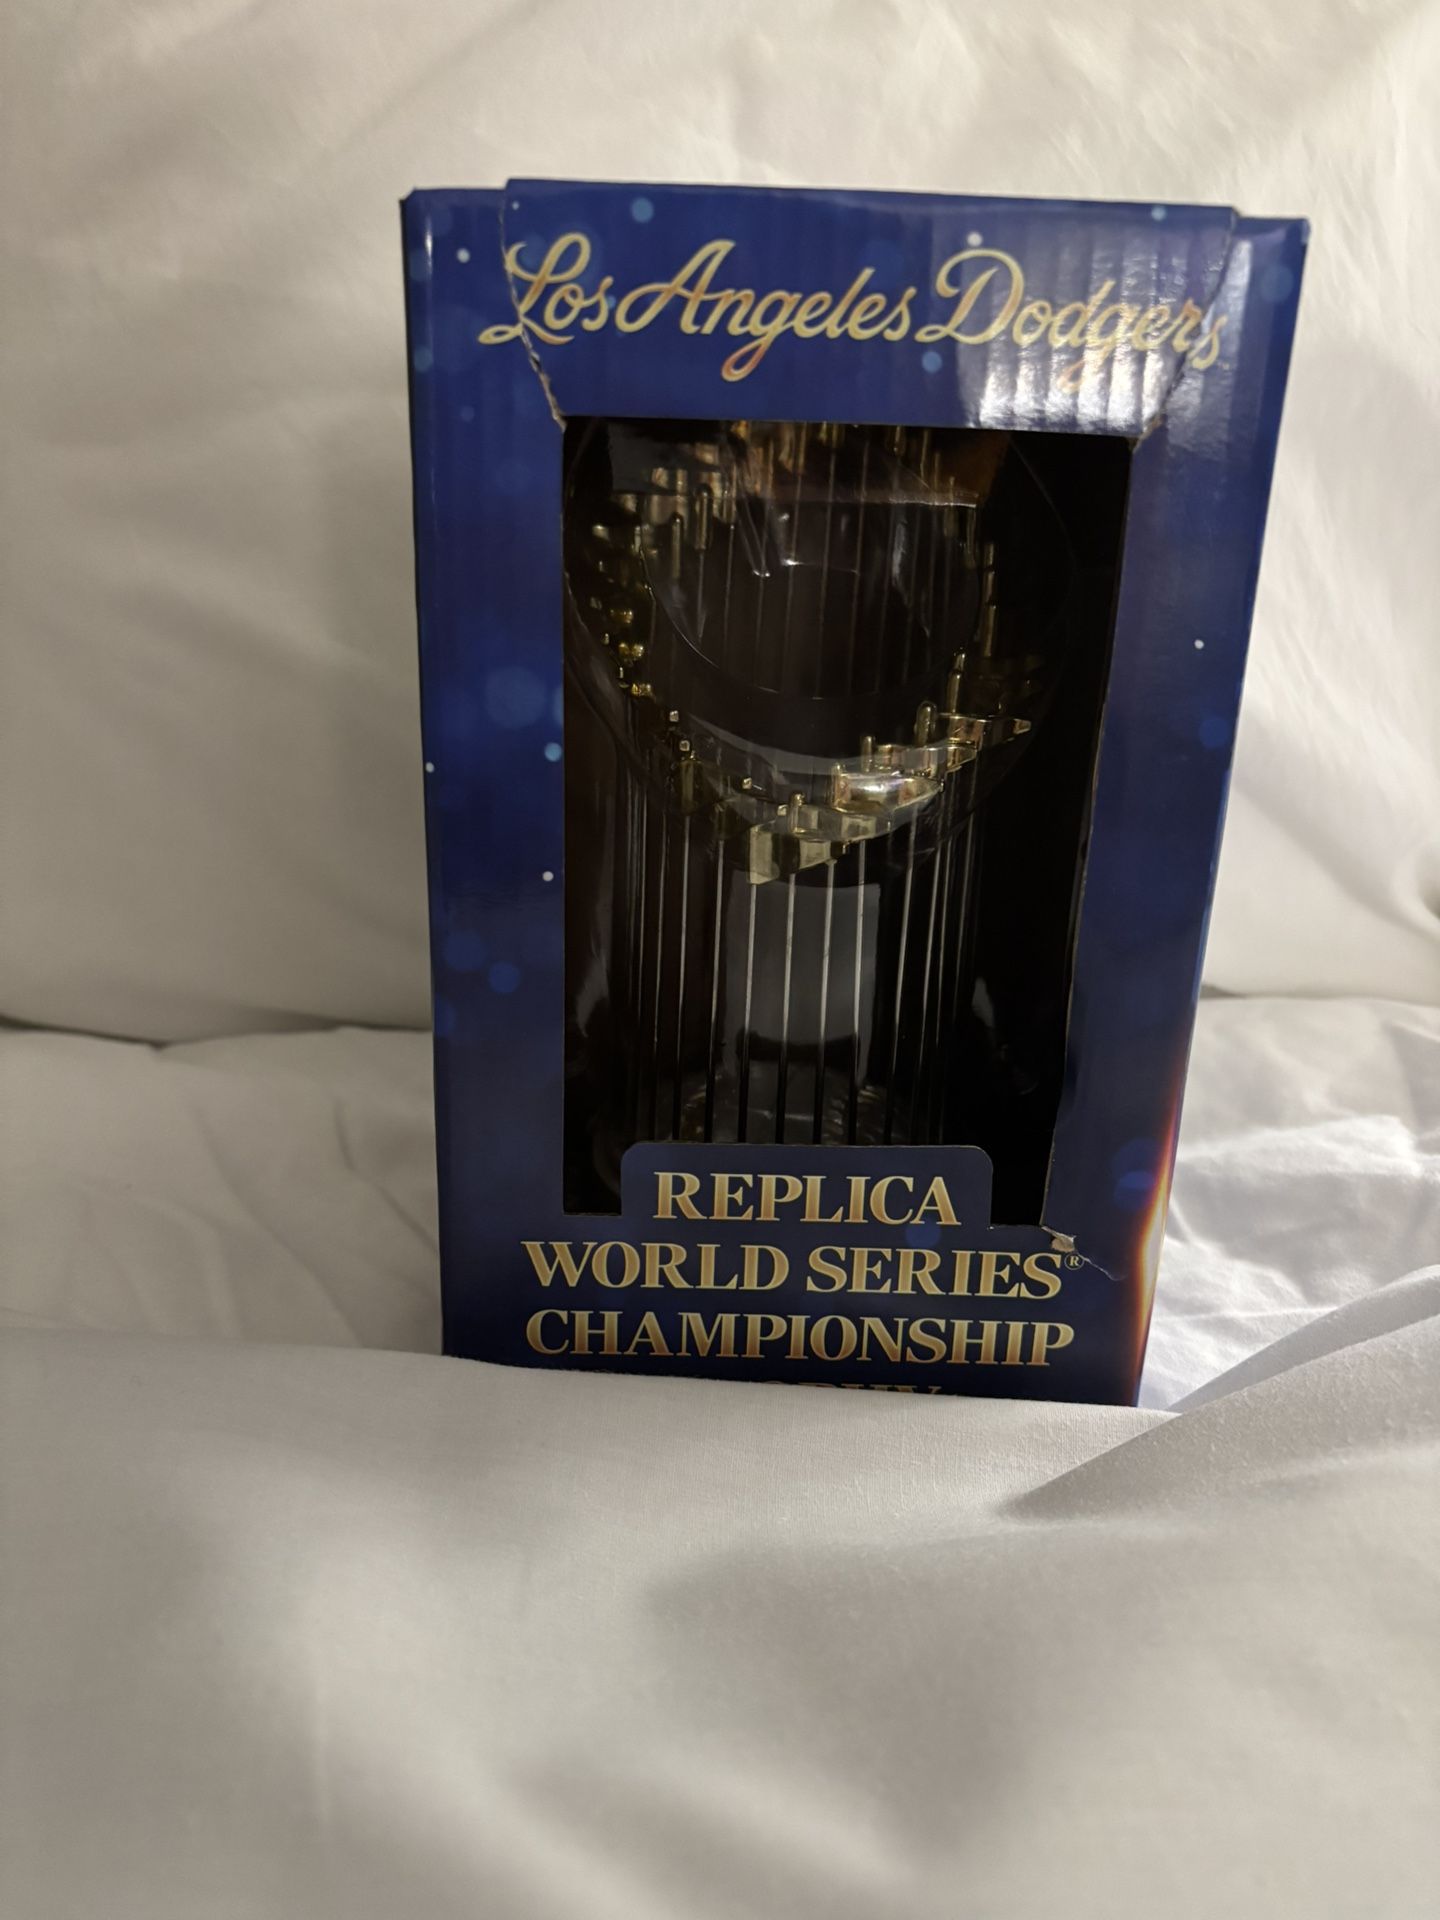 Los Angeles Dodgers
REPLICA
WORLD SERIES®
CHAMPIONSHIP